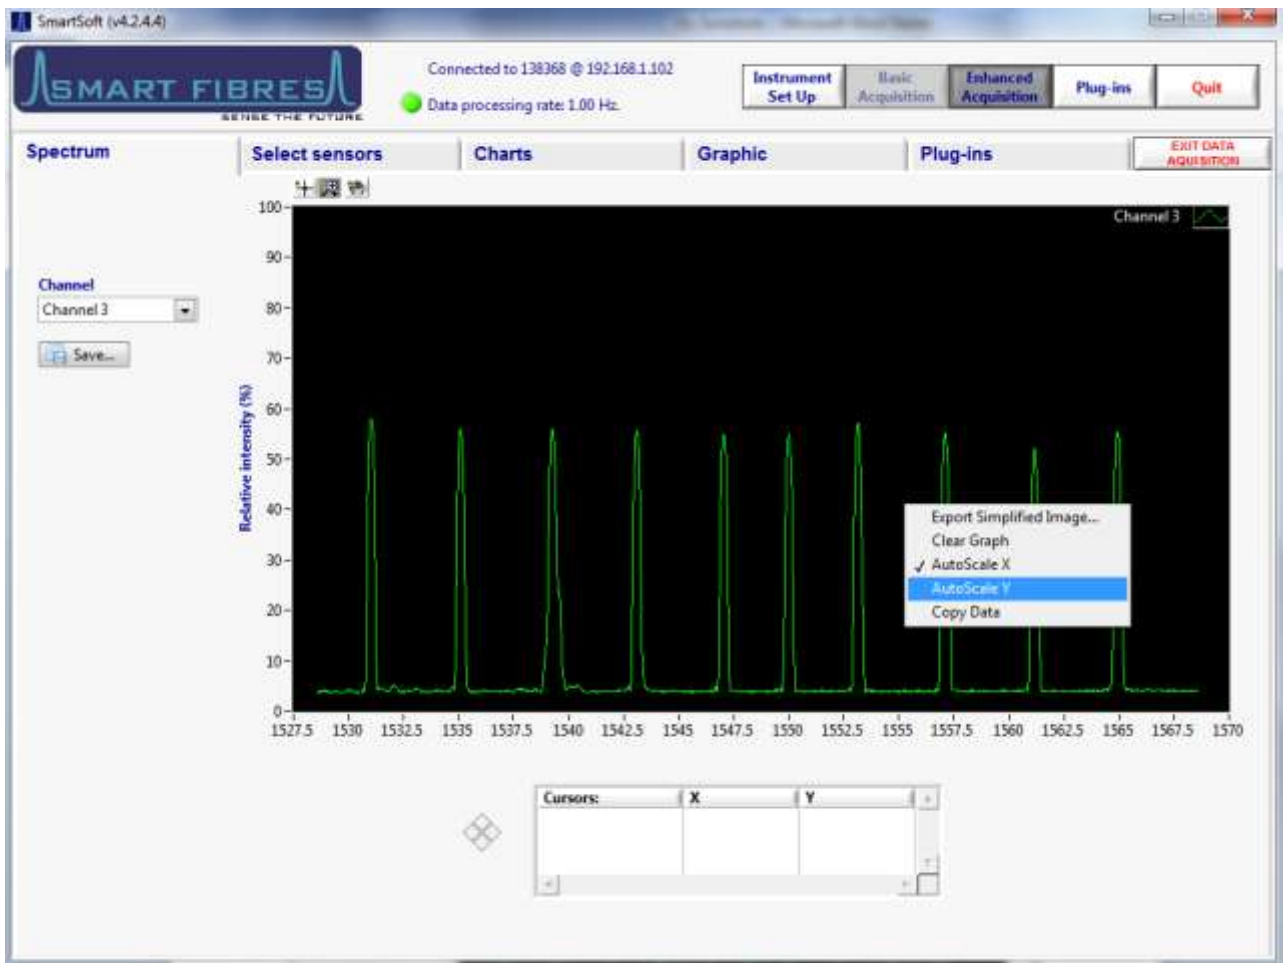 SmartSoft (v4.2.4.4)
SMART FIBRES
SENSE THE FUTURE
Connected to 138368 @ 192.168.1.102
Data processing rate: 1.00 Hz.
Instrument Set Up
Basic Acquisition
Enhanced Acquisition
Plug-ins
Quit
Spectrum
Select sensors
Charts
Graphic
Plug-ins
EXIT DATA
AQUISITION
Channel 3
Channel
Channel 3
Save...
Relative intensity (%)
100
90
80
70
60
50
40
30
20
10
0
Export Simplified Image...
Clear Graph
✓ AutoScale X
AutoScale Y
Copy Data
1527.5 1530 1532.5 1535 1537.5 1540 1542.5 1545 1547.5 1550 1552.5 1555 1557.5 1560 1562.5 1565 1567.5 1570
Cursors: X Y